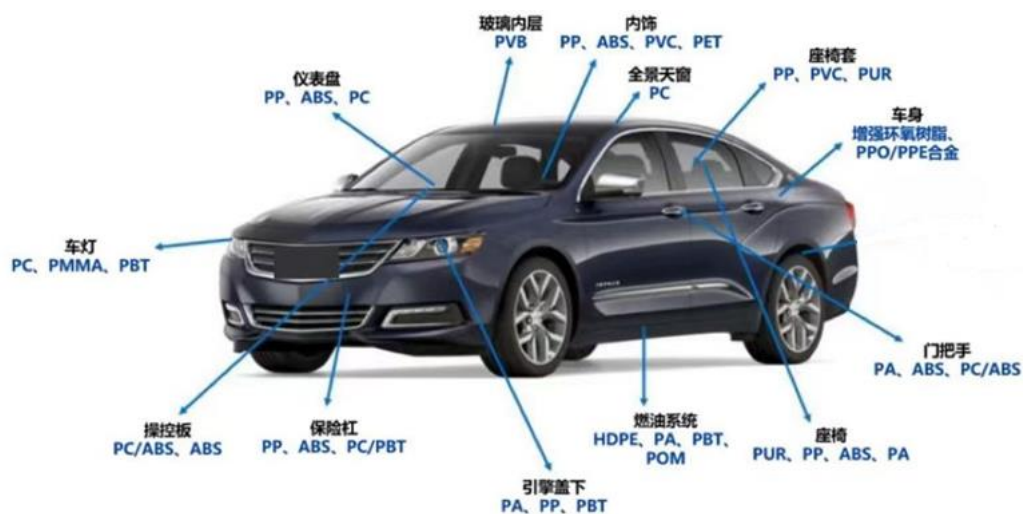 玻璃内层
PVB
内饰
PP、ABS、PVC、PET
仪表盘
PP、ABS、PC
全景天窗
PC
座椅套
PP、PVC、PUR
车身
增强环氧树脂、
PPO/PPE合金
车灯
PC、PMMA、PBT
门把手
PA、ABS、PC/ABS
操控板
PC/ABS、ABS
保险杠
PP、ABS、PC/PBT
燃油系统
HDPE、PA、PBT、
POM
座椅
PUR、PP、ABS、PA
引擎盖下
PA、PP、PBT